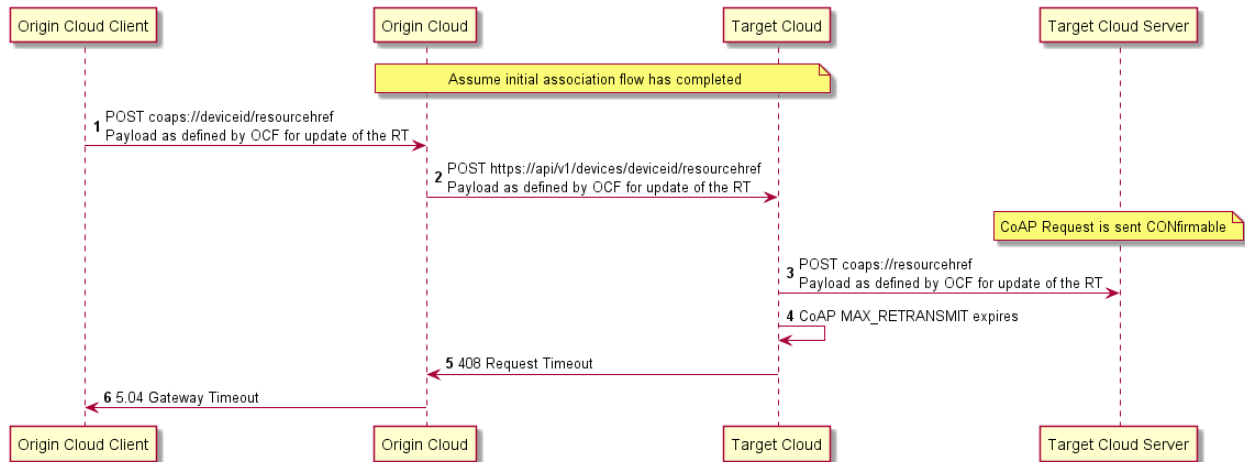 Origin Cloud Client
Origin Cloud
Target Cloud
Target Cloud Server
Assume initial association flow has completed
1 POST coaps://deviceid/resourcehref
Payload as defined by OCF for update of the RT
2 POST https://api/v1/devices/deviceid/resourcehref
Payload as defined by OCF for update of the RT
CoAP Request is sent CONfirmable
3 POST coaps://resourcehref
Payload as defined by OCF for update of the RT
4 CoAP MAX_RETRANSMIT expires
5 408 Request Timeout
6 5.04 Gateway Timeout
Origin Cloud Client
Origin Cloud
Target Cloud
Target Cloud Server